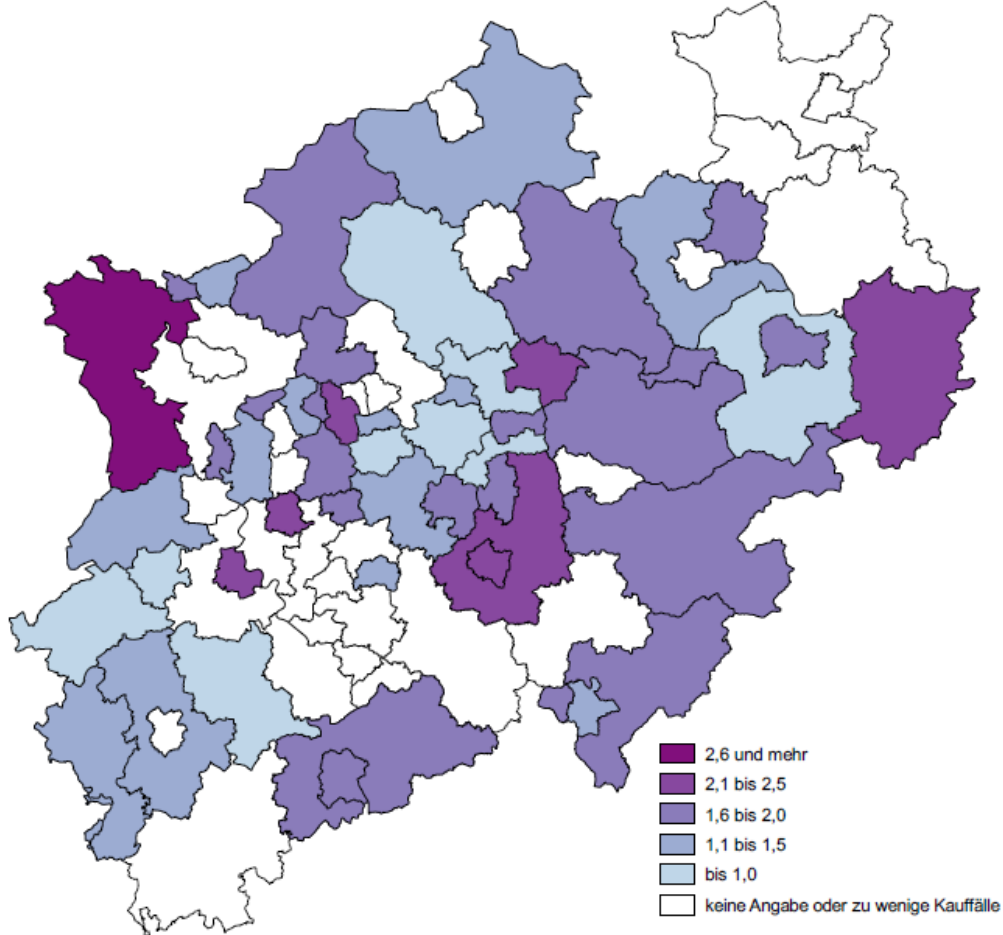 2,6 und mehr
2,1 bis 2,5
1,6 bis 2,0
1,1 bis 1,5
bis 1,0
keine Angabe oder zu wenige Kauffälle